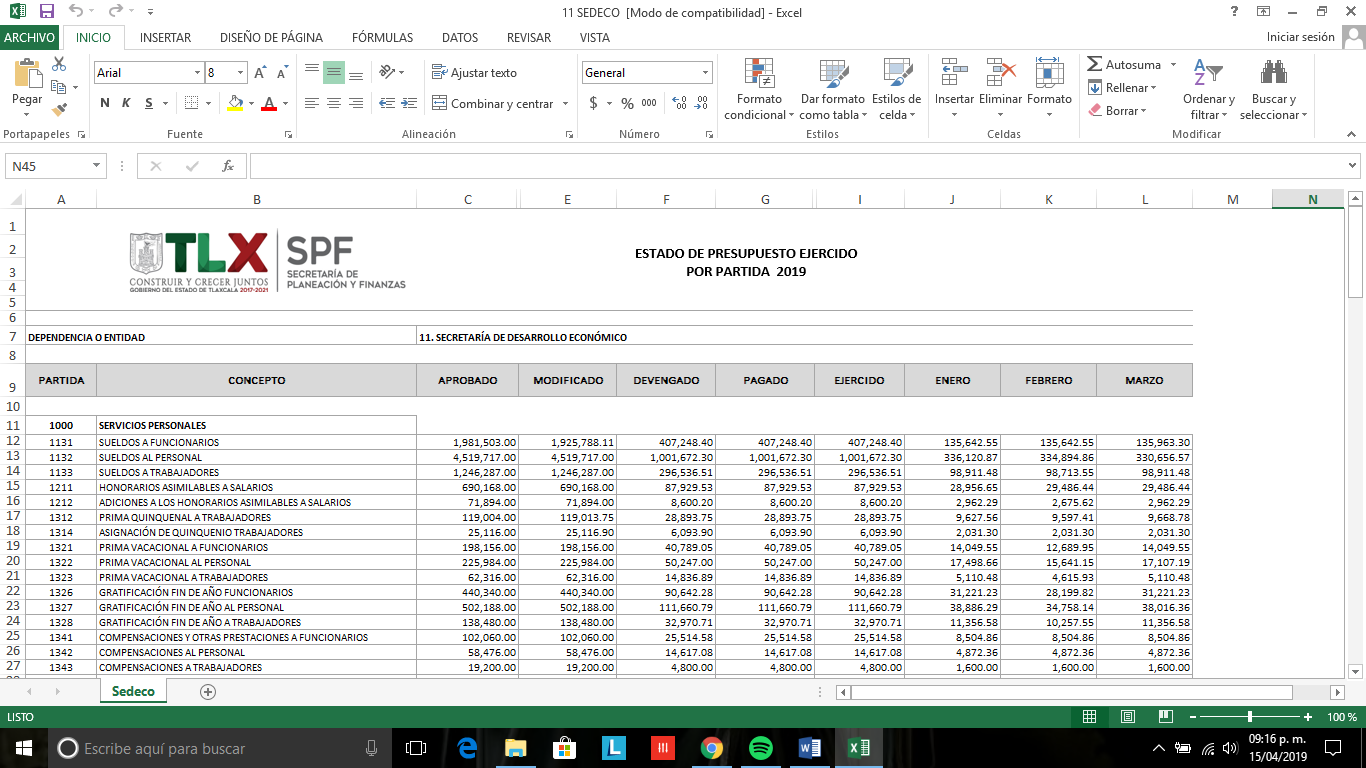 11 SEDECO [Modo de compatibilidad] - Excel
ARCHIVO INICIO INSERTAR DISEÑO DE PÁGINA FÓRMULAS DATOS REVISAR VISTA Iniciar sesión
Pegar
Portapapeles
Arial 8
N K S
Fuente
Ajustar texto
Combinar y centrar
Alineación
General
$ % 000
Número
Formato condicional
Dar formato como tabla
Estilos de celda
Estilos
Insertar Eliminar Formato
Celdas
Autosuma
Rellenar
Borrar
Ordenar y filtrar
Buscar y seleccionar
Modificar
N45 fx
A B C E F G I J K L M N
1
2
3
4
5
TLX SPF
SECRETARÍA DE
PLANEACIÓN Y FINANZAS
CONSTRUIR Y CRECER JUNTOS
GOBIERNO DEL ESTADO DE TLAXCALA 2017-2021
ESTADO DE PRESUPUESTO EJERCIDO
POR PARTIDA 2019
6
7 DEPENDENCIA O ENTIDAD 11. SECRETARÍA DE DESARROLLO ECONÓMICO
8
9 PARTIDA CONCEPTO APROBADO MODIFICADO DEVENGADO PAGADO EJERCIDO ENERO FEBRERO MARZO
10
11 1000 SERVICIOS PERSONALES
12 1131 SUELDOS A FUNCIONARIOS 1,981,503.00 1,925,788.11 407,248.40 407,248.40 407,248.40 135,642.55 135,642.55 135,963.30
13 1132 SUELDOS AL PERSONAL 4,519,717.00 4,519,717.00 1,001,672.30 1,001,672.30 1,001,672.30 336,120.87 334,894.86 330,656.57
14 1133 SUELDOS A TRABAJADORES 1,246,287.00 1,246,287.00 296,536.51 296,536.51 296,536.51 98,911.48 98,713.55 98,911.48
15 1211 HONORARIOS ASIMILABLES A SALARIOS 690,168.00 690,168.00 87,929.53 87,929.53 87,929.53 28,956.65 29,486.44 29,486.44
16 1212 ADICIONES A LOS HONORARIOS ASIMILABLES A SALARIOS 71,894.00 71,894.00 8,600.20 8,600.20 8,600.20 2,962.29 2,675.62 2,962.29
17 1312 PRIMA QUINQUENAL A TRABAJADORES 119,004.00 119,013.75 28,893.75 28,893.75 28,893.75 9,627.56 9,597.41 9,668.78
18 1314 ASIGNACIÓN DE QUINQUENIO TRABAJADORES 25,116.00 25,116.90 6,093.90 6,093.90 6,093.90 2,031.30 2,031.30 2,031.30
19 1321 PRIMA VACACIONAL A FUNCIONARIOS 198,156.00 198,156.00 40,789.05 40,789.05 40,789.05 14,049.55 12,689.95 14,049.55
20 1322 PRIMA VACACIONAL AL PERSONAL 225,984.00 225,984.00 50,247.00 50,247.00 50,247.00 17,498.66 15,641.15 17,107.19
21 1323 PRIMA VACACIONAL A TRABAJADORES 62,316.00 62,316.00 14,836.89 14,836.89 14,836.89 5,110.48 4,615.93 5,110.48
22 1326 GRATIFICACIÓN FIN DE AÑO FUNCIONARIOS 440,340.00 440,340.00 90,642.28 90,642.28 90,642.28 31,221.23 28,199.82 31,221.23
23 1327 GRATIFICACIÓN FIN DE AÑO AL PERSONAL 502,188.00 502,188.00 111,660.79 111,660.79 111,660.79 38,886.29 34,758.14 38,016.36
24 1328 GRATIFICACIÓN FIN DE AÑO A TRABAJADORES 138,480.00 138,480.00 32,970.71 32,970.71 32,970.71 11,356.58 10,257.55 11,356.58
25 1341 COMPENSACIONES Y OTRAS PRESTACIONES A FUNCIONARIOS 102,060.00 102,060.00 25,514.58 25,514.58 25,514.58 8,504.86 8,504.86 8,504.86
26 1342 COMPENSACIONES AL PERSONAL 58,476.00 58,476.00 14,617.08 14,617.08 14,617.08 4,872.36 4,872.36 4,872.36
27 1343 COMPENSACIONES A TRABAJADORES 19,200.00 19,200.00 4,800.00 4,800.00 4,800.00 1,600.00 1,600.00 1,600.00
Sedeco
LISTO 100 %
Escribe aquí para buscar
09:16 p. m.
15/04/2019